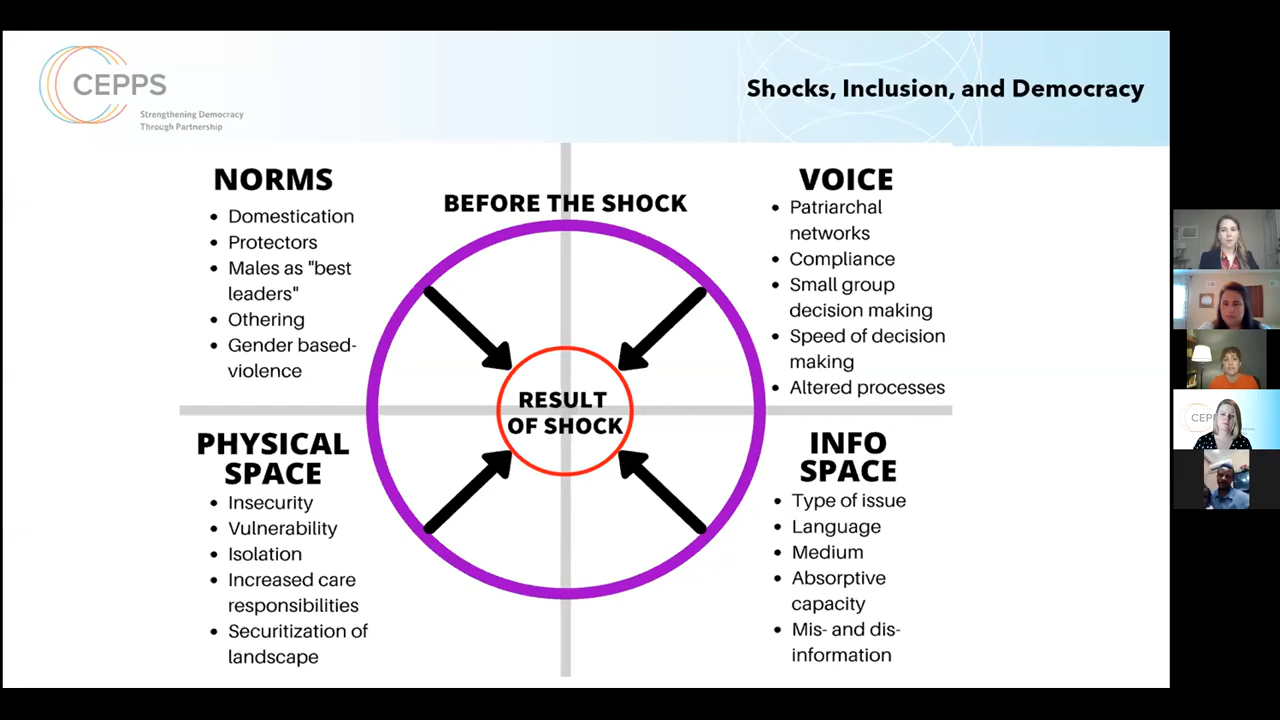 CEPPS
Strengthening Democracy
Through Partnership
Shocks, Inclusion, and Democracy
NORMS
• Domestication
• Protectors
• Males as "best
leaders"
• Othering
• Gender based-
violence
BEFORE THE SHOCK
VOICE
• Patriarchal
networks
• Compliance
• Small group
decision making
• Speed of decision
making
• Altered processes
RESULT
OF SHOCK
PHYSICAL
SPACE
• Insecurity
• Vulnerability
• Isolation
• Increased care
responsibilities
• Securitization of
landscape
INFO
SPACE
• Type of issue
• Language
• Medium
• Absorptive
capacity
• Mis- and dis-
information